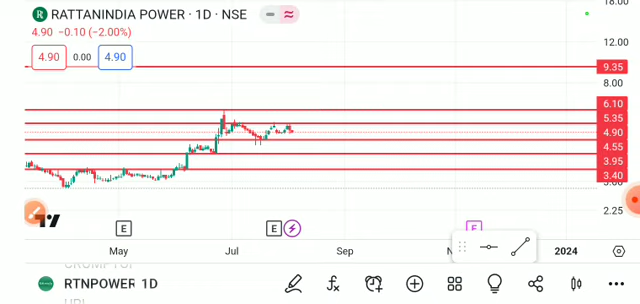 18.00
R RATTANINDIA POWER · 1D · NSE
4.90 −0.10 (−2.00%)
12.00
4.90 0.00 4.90
9.35
8.00
6.10
5.35
4.90
4.55
3.95
3.40
2.25
E E E
May Jul Sep 2024
RTNPOWER 1D